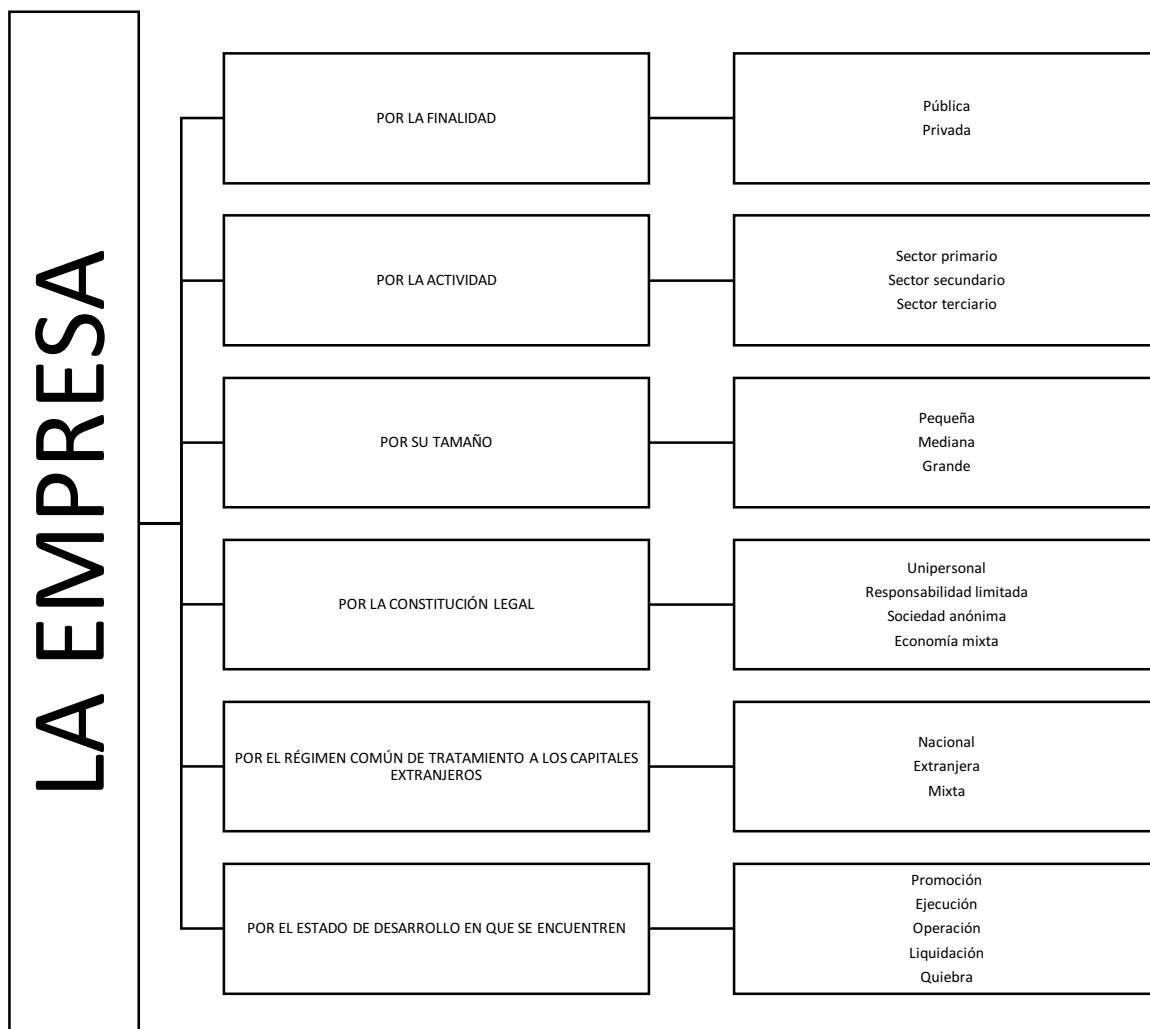 LA EMPRESA
POR LA FINALIDAD
Pública
Privada
POR LA ACTIVIDAD
Sector primario
Sector secundario
Sector terciario
POR SU TAMAÑO
Pequeña
Mediana
Grande
POR LA CONSTITUCIÓN LEGAL
Unipersonal
Responsabilidad limitada
Sociedad anónima
Economía mixta
POR EL RÉGIMEN COMÚN DE TRATAMIENTO A LOS CAPITALES
EXTRANJEROS
Nacional
Extranjera
Mixta
POR EL ESTADO DE DESARROLLO EN QUE SE ENCUENTREN
Promoción
Ejecución
Operación
Liquidación
Quiebra